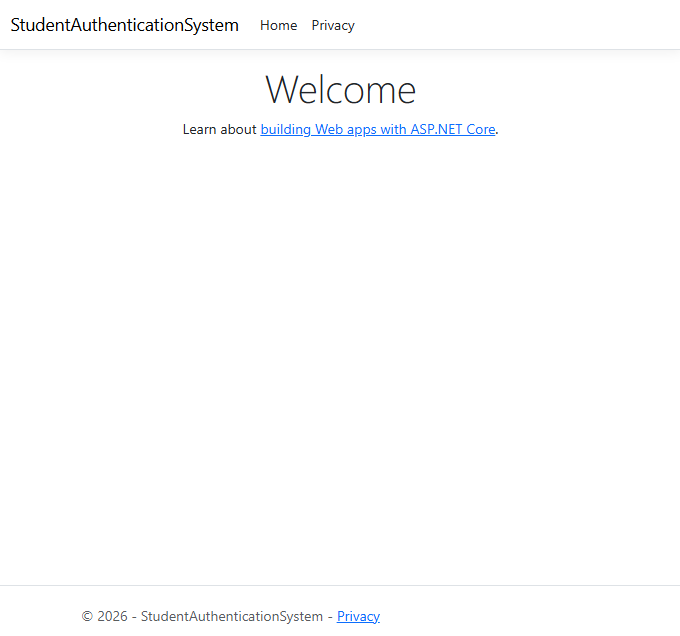 StudentAuthenticationSystem Home Privacy
Welcome
Learn about building Web apps with ASP.NET Core.
© 2026 - StudentAuthenticationSystem - Privacy